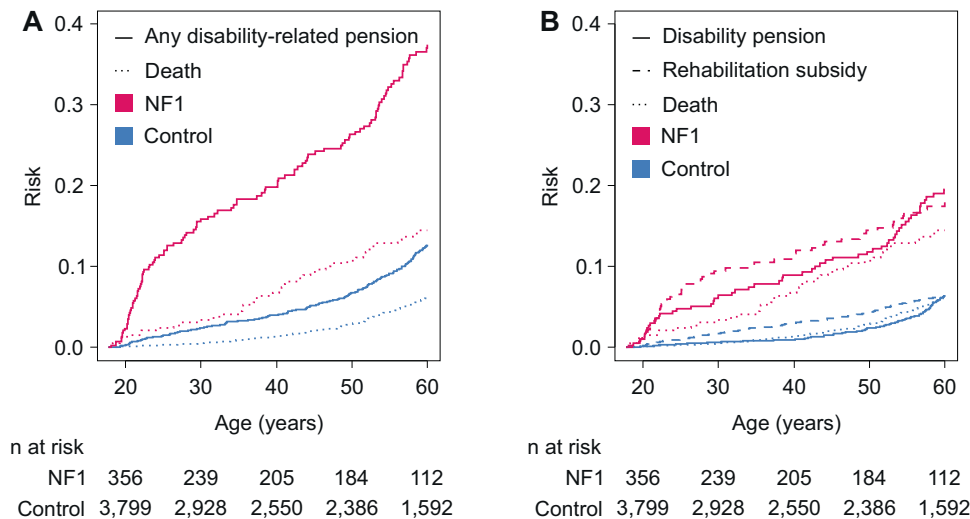 A
0.4
0.3
0.2
0.1
0.0
Risk
Any disability-related pension
Death
NF1
Control
20 30 40 50 60
Age (years)
n at risk
NF1 356 239 205 184 112
Control 3,799 2,928 2,550 2,386 1,592
B
0.4
0.3
0.2
0.1
0.0
Risk
Disability pension
Rehabilitation subsidy
Death
NF1
Control
20 30 40 50 60
Age (years)
n at risk
NF1 356 239 205 184 112
Control 3,799 2,928 2,550 2,386 1,592